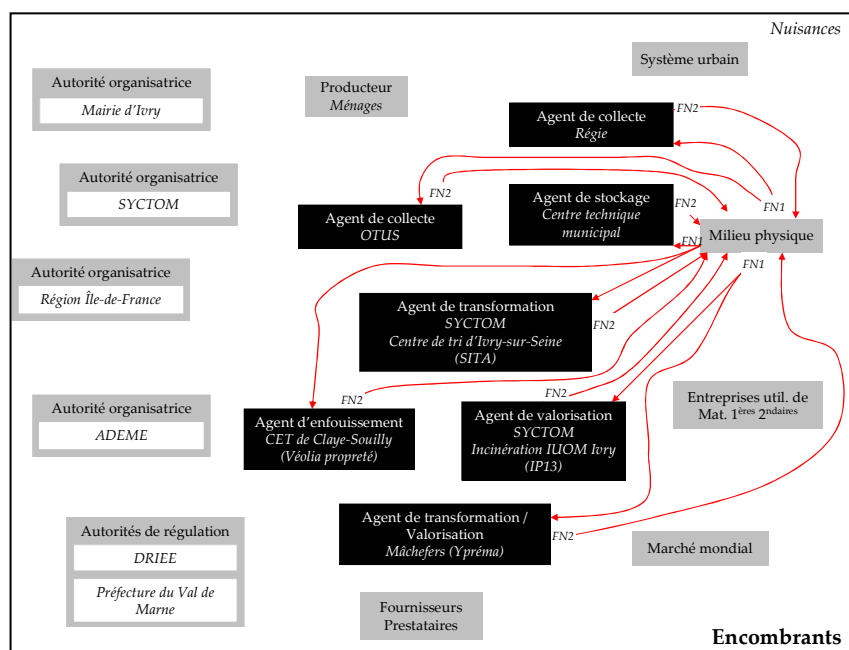 Nuisances
Système urbain
Autorité organisatrice
Mairie d'Ivry
Producteur
Ménages
Agent de collecte
Régie
FN2
Autorité organisatrice
SYCTOM
FN2
Agent de collecte
OTUS
Agent de stockage
Centre technique
municipal
FN2
FN1
FN1
Milieu physique
FN1
Autorité organisatrice
Région Île-de-France
Agent de transformation
SYCTOM
Centre de tri d'Ivry-sur-Seine
(SITA)
FN2
Autorité organisatrice
ADEME
FN2
Agent d'enfouissement
CET de Claye-Souilly
(Véolia propreté)
FN2
Agent de valorisation
SYCTOM
Incinération IUOM Ivry
(IP13)
Entreprises util. de
Mat. 1ères 2ndaires
Autorités de régulation
DRIEE
Préfecture du Val de
Marne
Agent de transformation /
Valorisation
Mâchefers (Ypréma)
FN2
Marché mondial
Fournisseurs
Prestataires
Encombrants